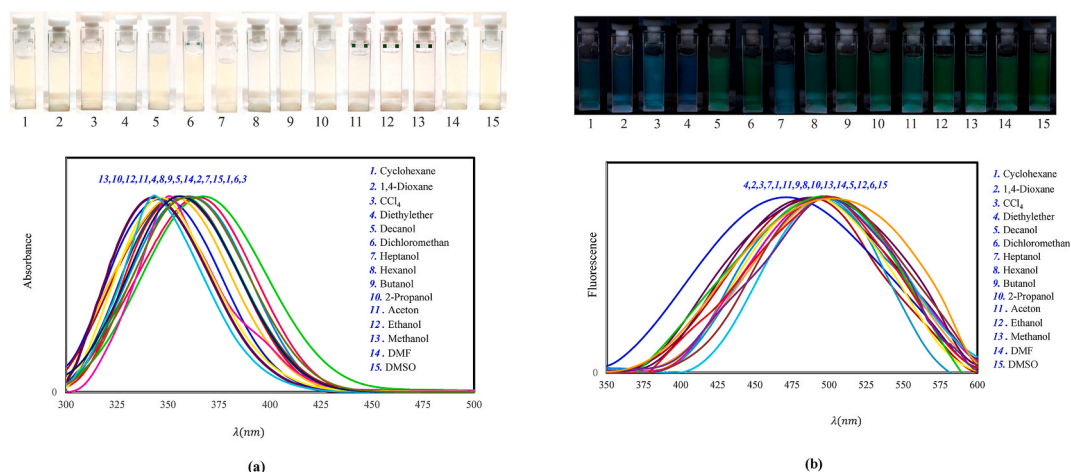 1 2 3 4 5 6 7 8 9 10 11 12 13 14 15
13,10,12,11,4,8,9,5,14,2,7,15,1,6,3
1. Cyclohexane
2. 1,4-Dioxane
3. CCl4
4. Diethylether
5. Decanol
6. Dichloromethan
7. Heptanol
8. Hexanol
9. Butanol
10. 2-Propanol
11. Aceton
12. Ethanol
13. Methanol
14. DMF
15. DMSO
Absorbance
0
300 325 350 375 400 425 450 475 500
λ(nm)
(a)
1 2 3 4 5 6 7 8 9 10 11 12 13 14 15
4,2,3,7,1,11,9,8,10,13,14,5,12,6,15
1. Cyclohexane
2. 1,4-Dioxane
3. CCl4
4. Diethylether
5. Decanol
6. Dichloromethan
7. Heptanol
8. Hexanol
9. Butanol
10. 2-Propanol
11. Aceton
12. Ethanol
13. Methanol
14. DMF
15. DMSO
Fluorescence
0
350 375 400 425 450 475 500 525 550 575 600
λ(nm)
(b)